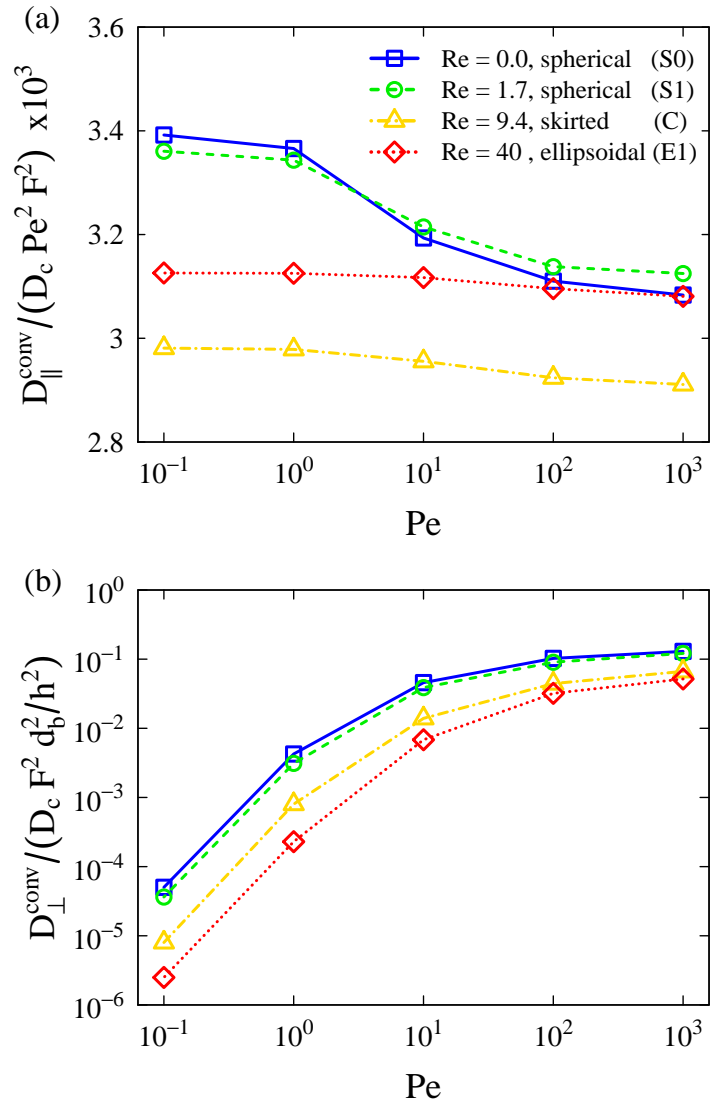 (a)
3.6
3.4
3.2
3
2.8
D∥^conv/(D_c Pe² F²) x10³
Re = 0.0, spherical (S0)
Re = 1.7, spherical (S1)
Re = 9.4, skirted (C)
Re = 40 , ellipsoidal (E1)
10⁻¹ 10⁰ 10¹ 10² 10³
Pe
(b)
10⁰
10⁻¹
10⁻²
10⁻³
10⁻⁴
10⁻⁵
10⁻⁶
D⊥^conv/(D_c F² d_b²/h²)
10⁻¹ 10⁰ 10¹ 10² 10³
Pe